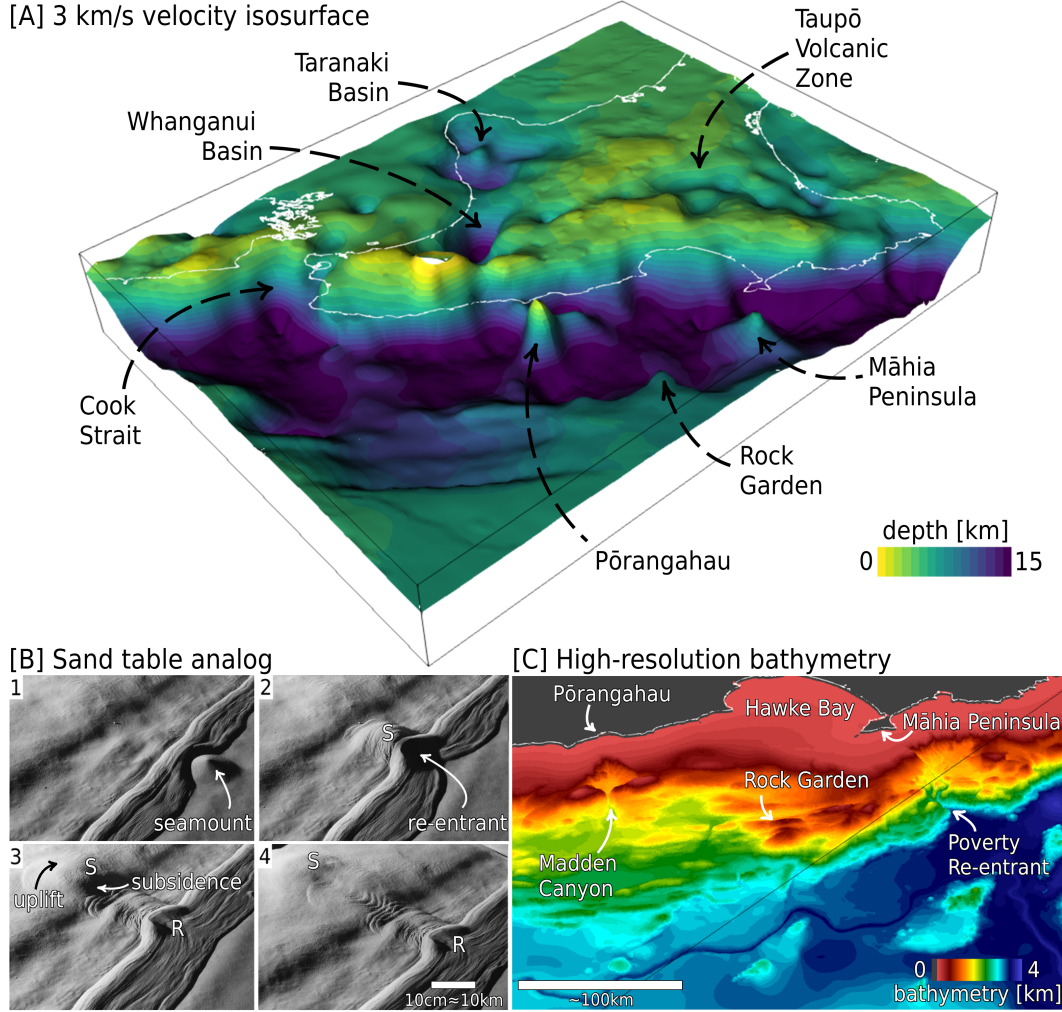 [A] 3 km/s velocity isosurface
Taupō
Volcanic
Zone
Taranaki
Basin
Whanganui
Basin
Cook
Strait
Māhia
Peninsula
Rock
Garden
Pōrangahau
depth [km]
0 15
[B] Sand table analog
1
seamount
2
S
re-entrant
3
S
uplift
subsidence
R
4
S
R
10cm≈10km
[C] High-resolution bathymetry
Pōrangahau
Hawke Bay
Māhia Peninsula
Rock Garden
Madden
Canyon
Poverty
Re-entrant
~100km
0 4
bathymetry [km]